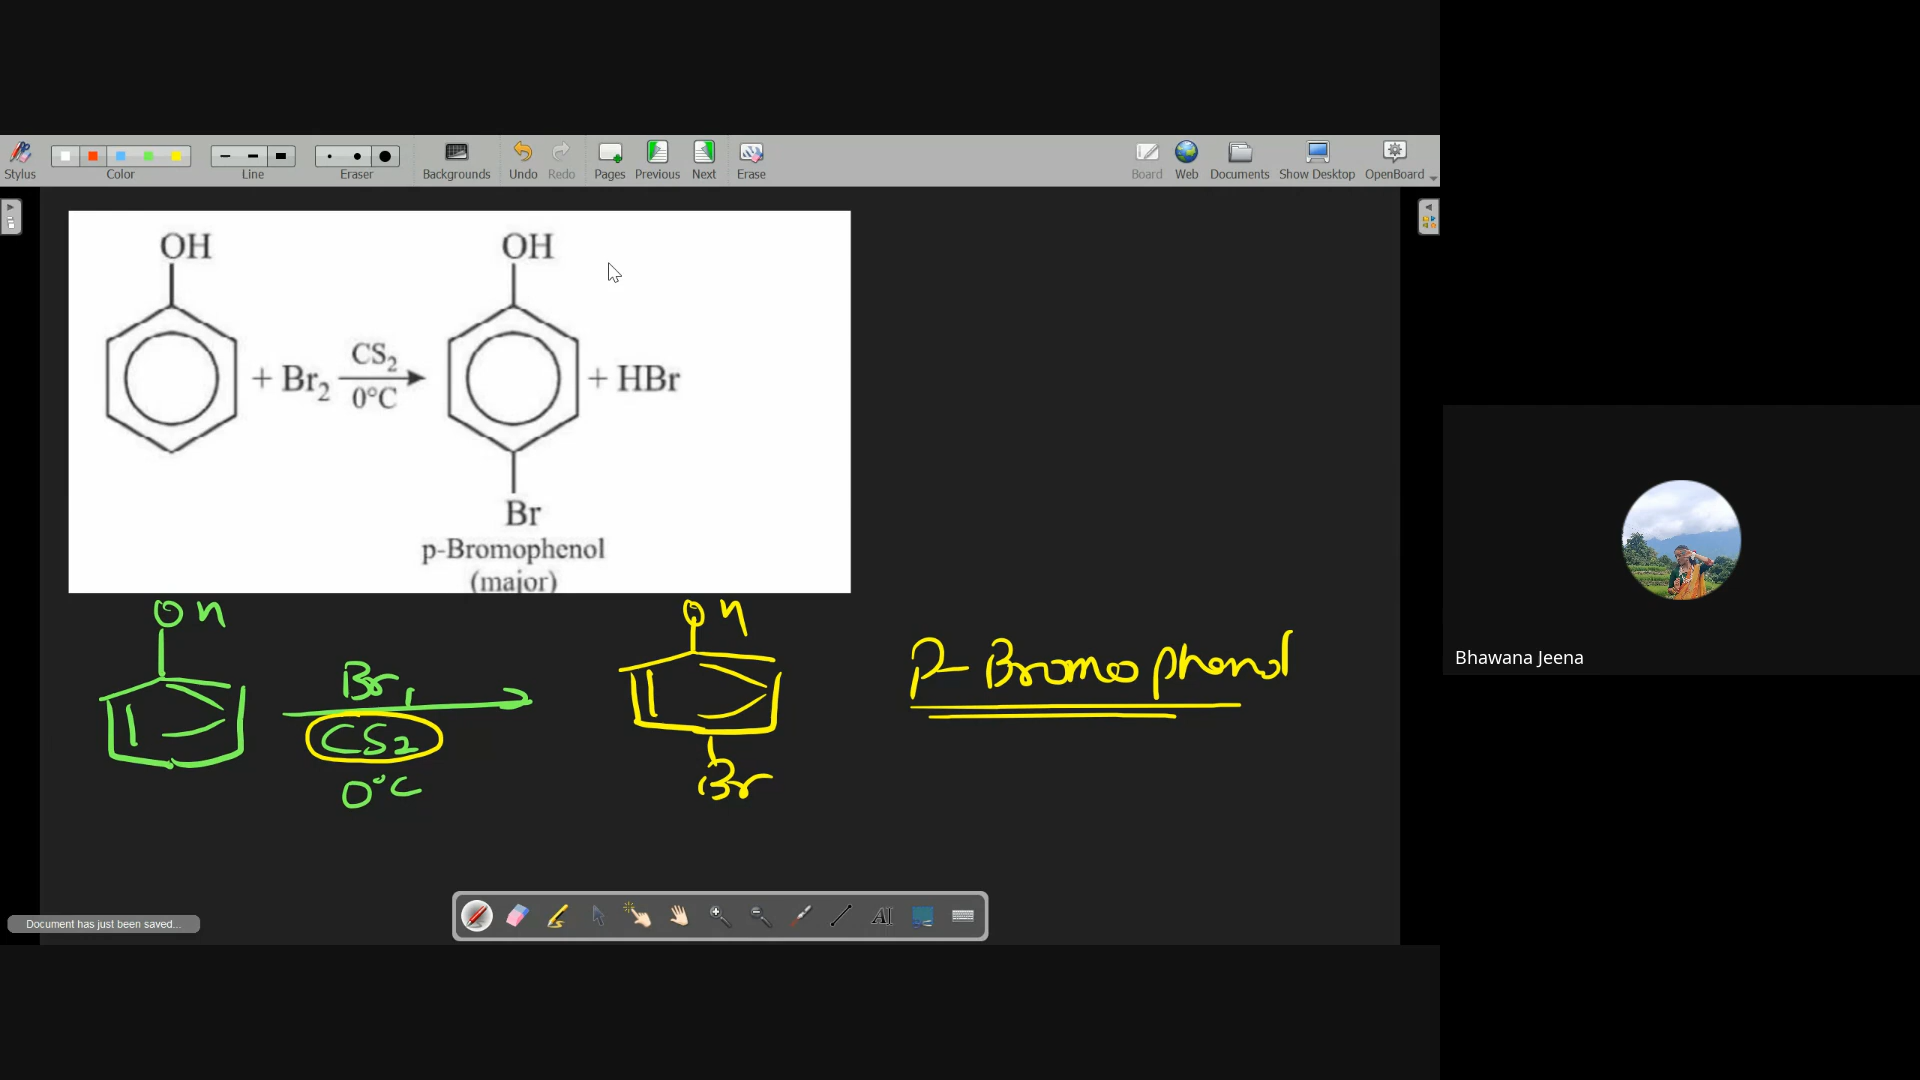 Stylus
Color
Line
Eraser
Backgrounds
Undo
Redo
Pages
Previous
Next
Erase
Board
Web
Documents
Show Desktop
OpenBoard
OH
OH
+ Br2
CS2
0°C
+ HBr
Br
p-Bromophenol
(major)
OH
Br
CS2
0°C
OH
Br
P-Bromophenol
Document has just been saved...
Bhawana Jeena